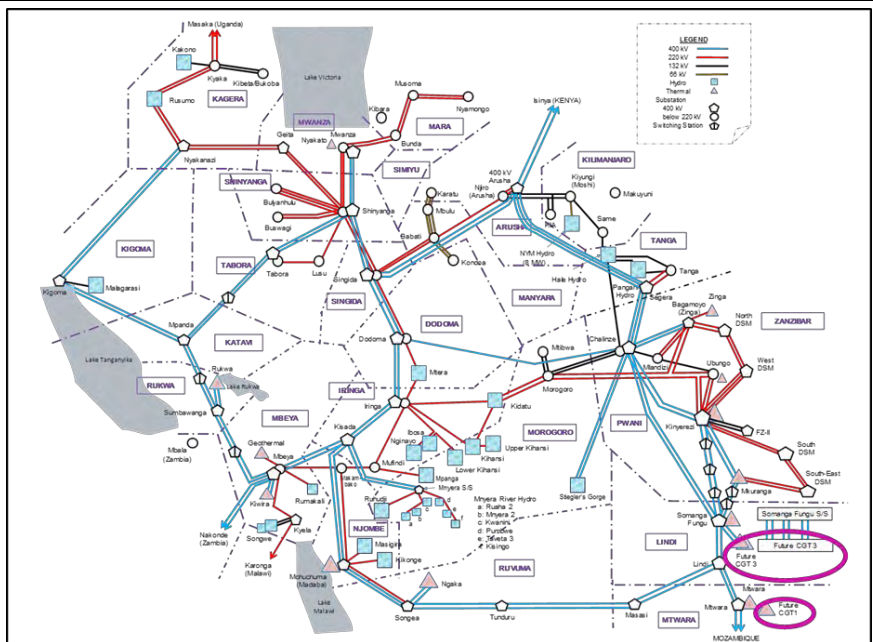 Masaka (Uganda)
Kakono
Kyaka
Kibeta/Bukoba
Rusumo
KAGERA
Nyakanazi
Geita
Lake Victoria
MWANZA
Nyakato
Mwanza
Kibara
Musoma
Nyamongo
MARA
Bunda
SIMIYU
SHINYANGA
Bulyanhulu
Buswagi
Shinyanga
Isinya (KENYA)
LEGEND
400 kV
220 kV
132 kV
66 kV
Hydro
Thermal
Substation
400 kV
below 220 kV
Switching Station
KILIMANJARO
400 kV
Arusha
Njiro
(Arusha)
Kiyungi
(Moshi)
Makuyuni
Same
ARUSHA
Karatu
Mbulu
Babati
Kondoa
NYM Hydro
Hale Hydro
TANGA
Tanga
Pangani
Hydro
Segera
KIGOMA
Kigoma
Malagarasi
TABORA
Tabora
Lusu
Singida
SINGIDA
DODOMA
MANYARA
Dodoma
Mpanda
KATAVI
Lake Tanganyika
RUKWA
Rukwa
Lake Rukwa
Sumbawanga
Mbala
(Zambia)
Bagamoyo
(Zinga)
Zinga
North
DSM
ZANZIBAR
West
DSM
Chalinze
Mlandizi
Ubungo
Mtibwa
Morogoro
Mtera
IRINGA
Iringa
Kidatu
Kinyerezi
FZ-II
South
DSM
South-East DSM
Mkuranga
MBEYA
Geothermal
Mbeya
Kisada
Ibosa
Nginayo
Kihansi
Lower Kihansi
Upper Kihansi
MOROGORO
PWANI
Stiegler's Gorge
Mufindi
Mpanga
Mnyera S/S
Kiwira
Rumakali
Ruhudji
Nakonde
(Zambia)
Songwe
Kyela
Karonga
(Malawi)
NJOMBE
Masigira
Kikonge
a b c d e f
Mnyera River Hydro
a: Ruaha 2
b: Mnyera 2
c: Kwanini
e: Taveta 3
Kisingo
Mchuchuma
(Madaba)
Lake
Malawi
Ngaka
RUVUMA
Songea
Tunduru
Masasi
MTWARA
LINDI
Lindi
Somanga
Fungu
Somanga Fungu S/S
Future CGT 3
Future
CGT 3
Mtwara
Mtwara
Future
CGT1
MOZAMBIQUE